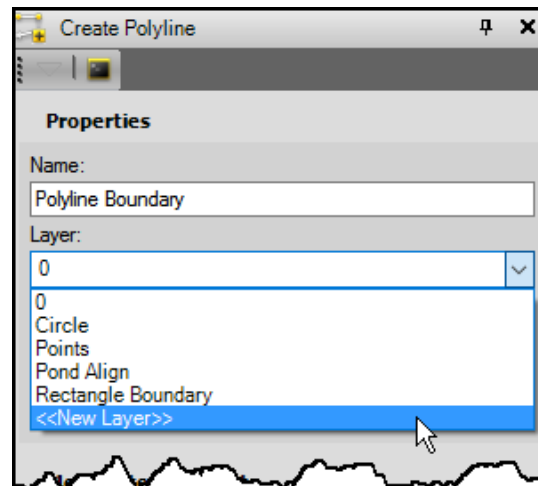 Create Polyline
Properties
Name:
Polyline Boundary
Layer:
0
0
Circle
Points
Pond Align
Rectangle Boundary
<<New Layer>>